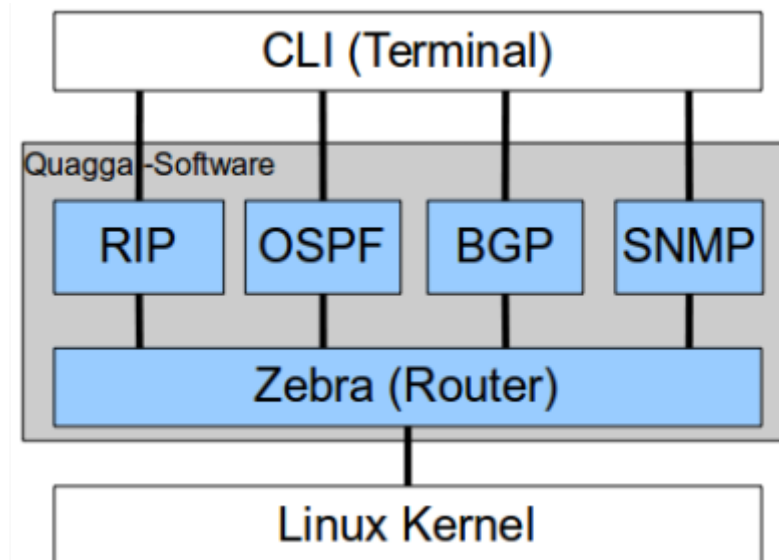 CLI (Terminal)
Quagga -Software
RIP OSPF BGP SNMP
Zebra (Router)
Linux Kernel